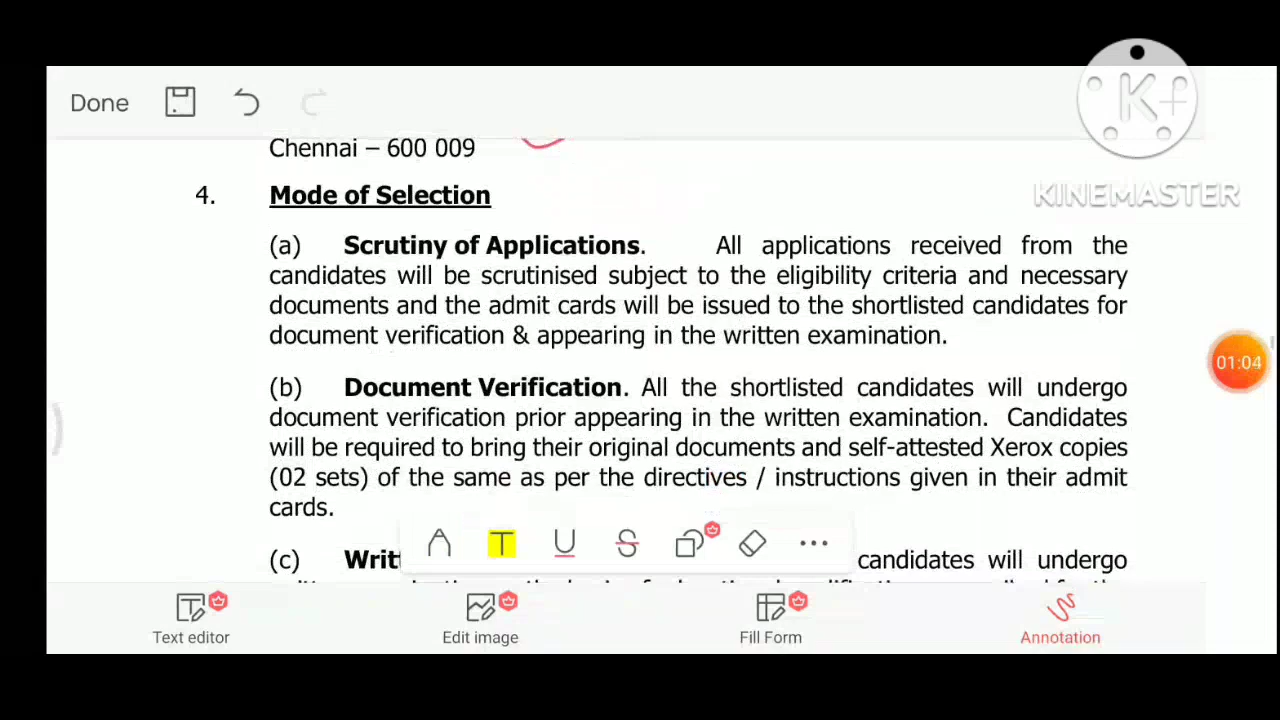 Done
KINEMASTER
Chennai – 600 009
4. Mode of Selection
(a) Scrutiny of Applications. All applications received from the
candidates will be scrutinised subject to the eligibility criteria and necessary
documents and the admit cards will be issued to the shortlisted candidates for
document verification & appearing in the written examination.
01:04
(b) Document Verification. All the shortlisted candidates will undergo
document verification prior appearing in the written examination. Candidates
will be required to bring their original documents and self-attested Xerox copies
(02 sets) of the same as per the directives / instructions given in their admit
cards.
(c) candidates will undergo
Text editor Edit image Fill Form Annotation